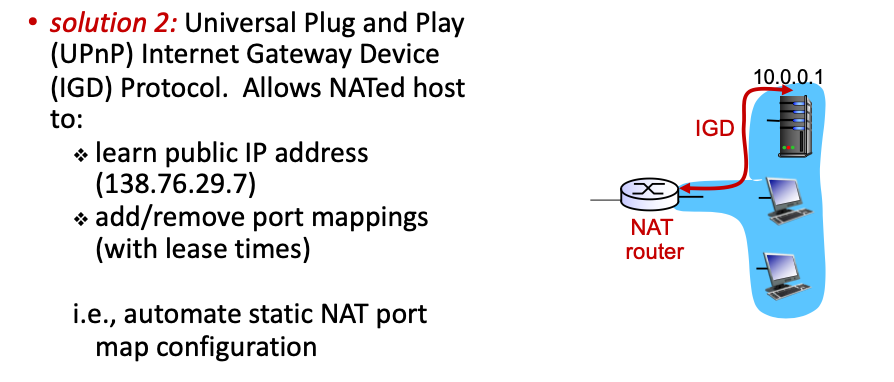 • solution 2: Universal Plug and Play
(UPnP) Internet Gateway Device
(IGD) Protocol. Allows NATed host
to:
❖ learn public IP address
(138.76.29.7)
❖ add/remove port mappings
(with lease times)
i.e., automate static NAT port
map configuration
10.0.0.1
IGD
NAT
router